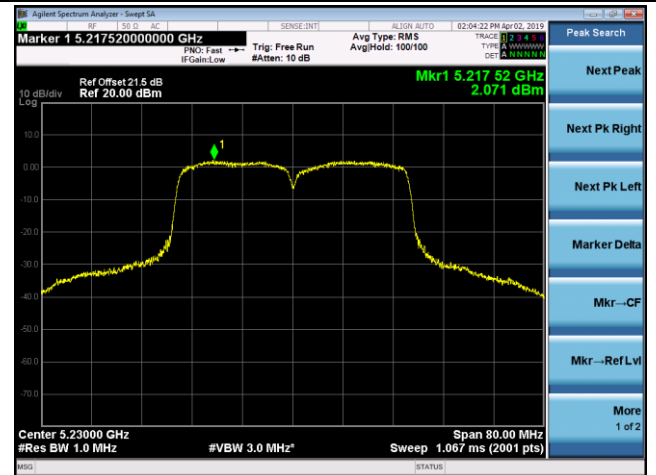 Agilent Spectrum Analyzer - Swept SA
RF 50 Ω AC SENSE:INT ALIGN AUTO 02:04:22 PM Apr 02, 2019
Marker 1 5.217520000000 GHz
PNO: Fast
IFGain:Low
Trig: Free Run
#Atten: 10 dB
Avg Type: RMS
Avg|Hold: 100/100
TRACE 1 2 3 4 5 6
TYPE A WWWWW
DET A N N N N N
Peak Search
Ref Offset 21.5 dB
Ref 20.00 dBm
10 dB/div
Log
Mkr1 5.217 52 GHz
2.071 dBm
10.0
0.00
-10.0
-20.0
-30.0
-40.0
-50.0
-60.0
-70.0
1
Center 5.23000 GHz
#Res BW 1.0 MHz
#VBW 3.0 MHz*
Span 80.00 MHz
Sweep 1.067 ms (2001 pts)
MSG
STATUS
Next Peak
Next Pk Right
Next Pk Left
Marker Delta
Mkr→CF
Mkr→Ref Lvl
More
1 of 2